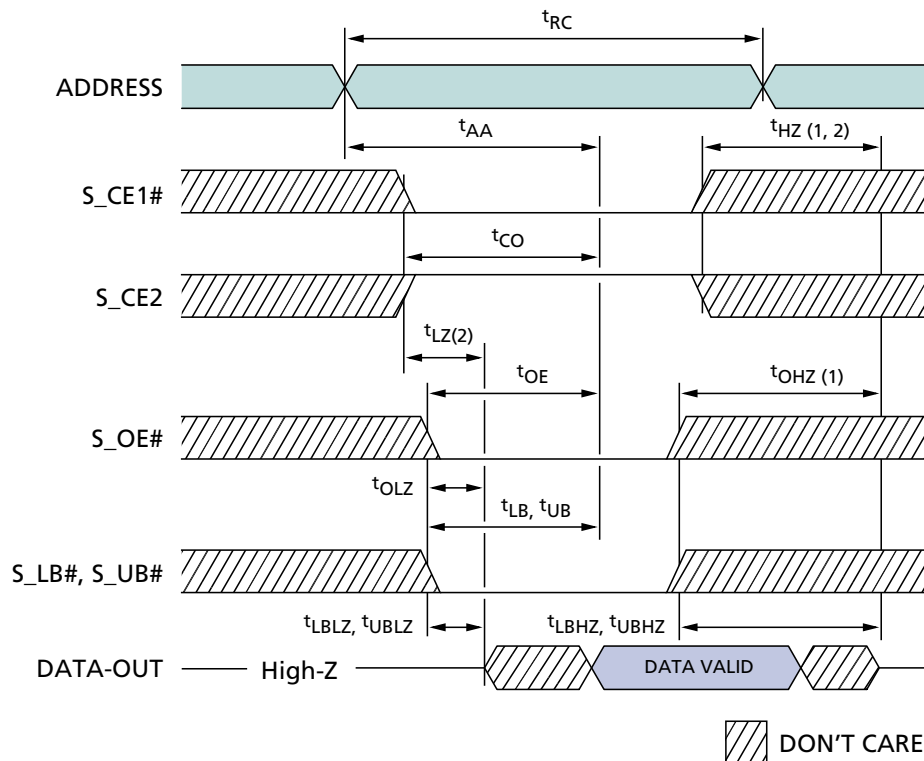 tRC
ADDRESS
tAA
tHZ (1, 2)
S_CE1#
tCO
S_CE2
tLZ(2)
tOE
tOHZ (1)
S_OE#
tOLZ
tLB, tUB
S_LB#, S_UB#
tLBLZ, tUBLZ
tLBHZ, tUBHZ
DATA-OUT
High-Z
DATA VALID
DON'T CARE